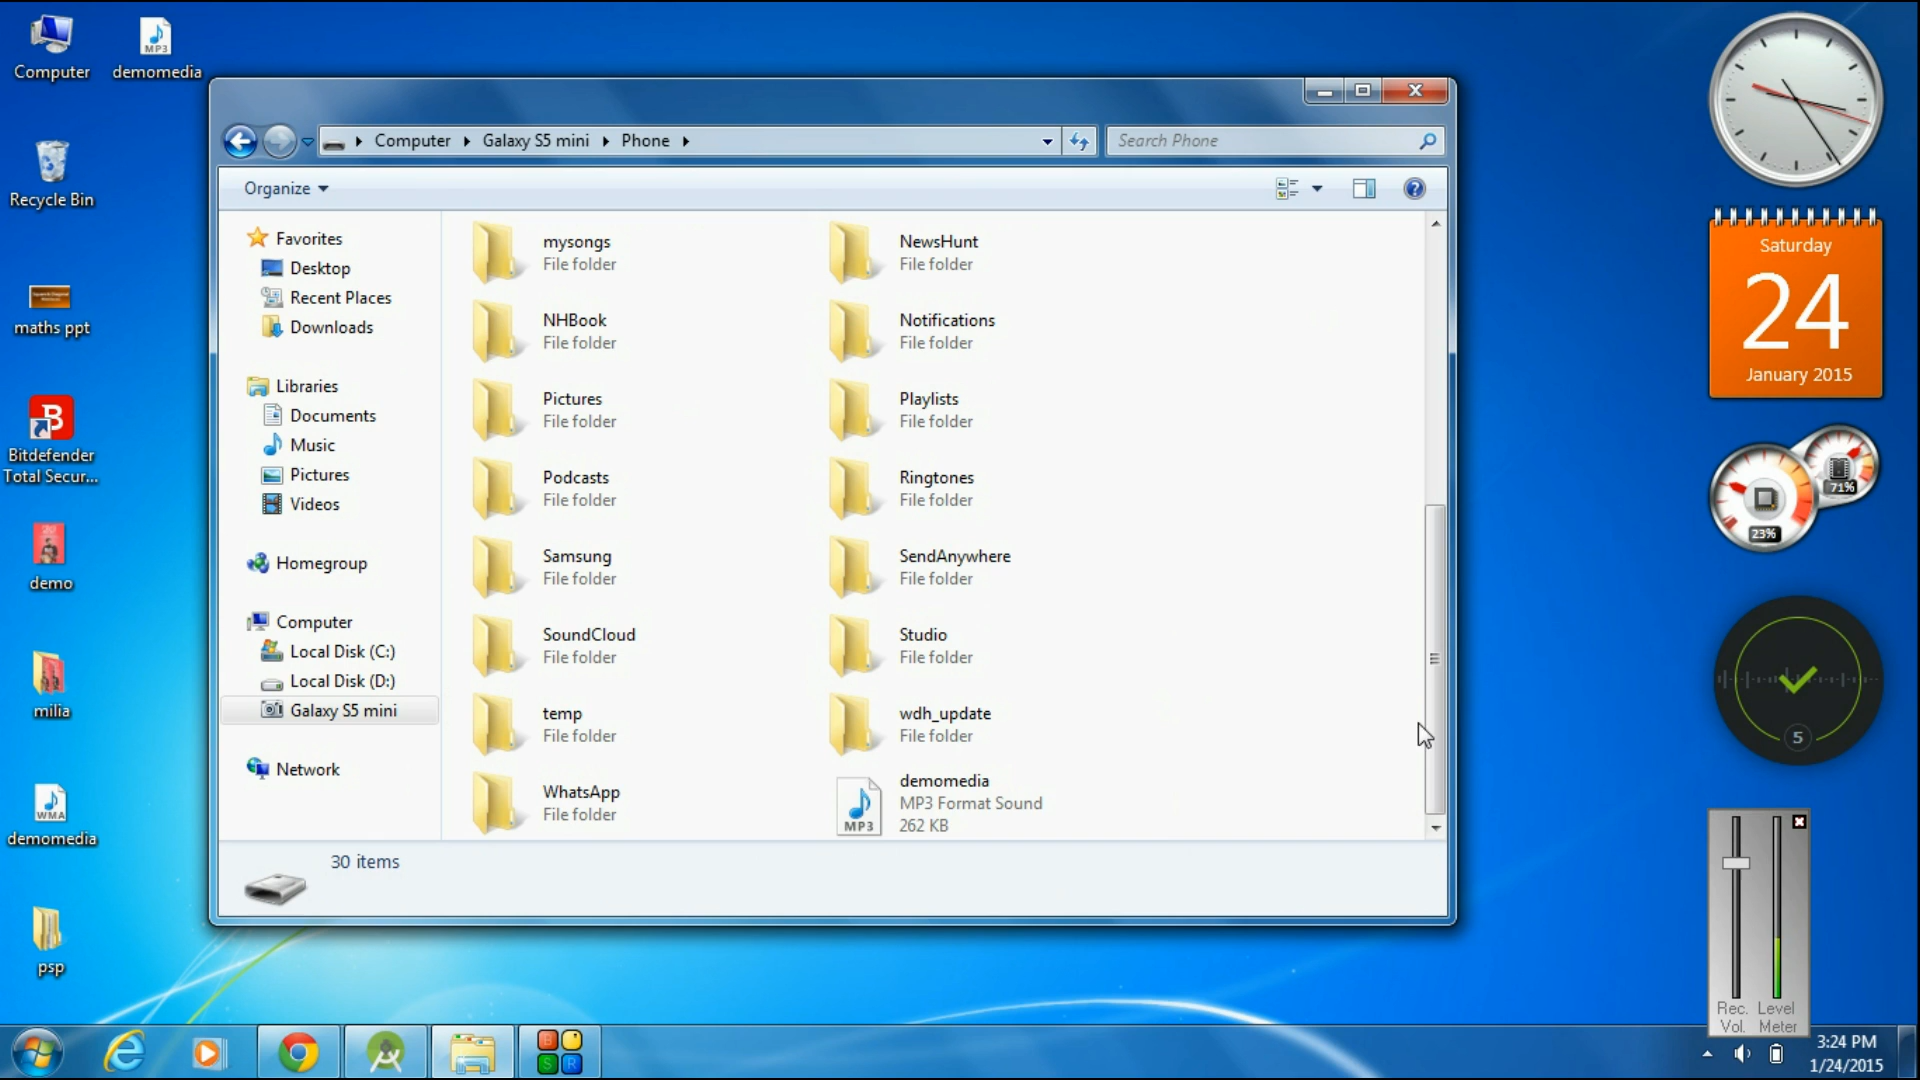 Computer
MP3
demomedia
Recycle Bin
maths ppt
B
Bitdefender
Total Secur...
demo
milia
WMA
demomedia
psp
Computer
Galaxy S5 mini
Phone
Search Phone
Organize
Favorites
Desktop
Recent Places
Downloads
Libraries
Documents
Music
Pictures
Videos
Homegroup
Computer
Local Disk (C:)
Local Disk (D:)
Galaxy S5 mini
Network
mysongs
File folder
NewsHunt
File folder
NHBook
File folder
Notifications
File folder
Pictures
File folder
Playlists
File folder
Podcasts
File folder
Ringtones
File folder
Samsung
File folder
SendAnywhere
File folder
SoundCloud
File folder
Studio
File folder
temp
File folder
wdh_update
File folder
WhatsApp
File folder
MP3
demomedia
MP3 Format Sound
262 KB
30 items
Saturday
24
January 2015
71%
23%
5
Rec. Level
Vol. Meter
B
S R
3:24 PM
1/24/2015